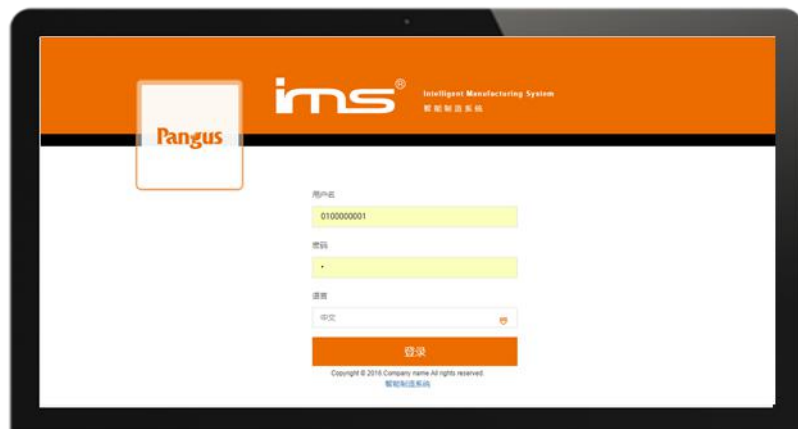 ims®
Intelligent Manufacturing System
智能制造系统
Pangus
用户名
0100000001
密码
•
语言
中文
登录
Copyright © 2016 Company name All rights reserved.
智能制造系统